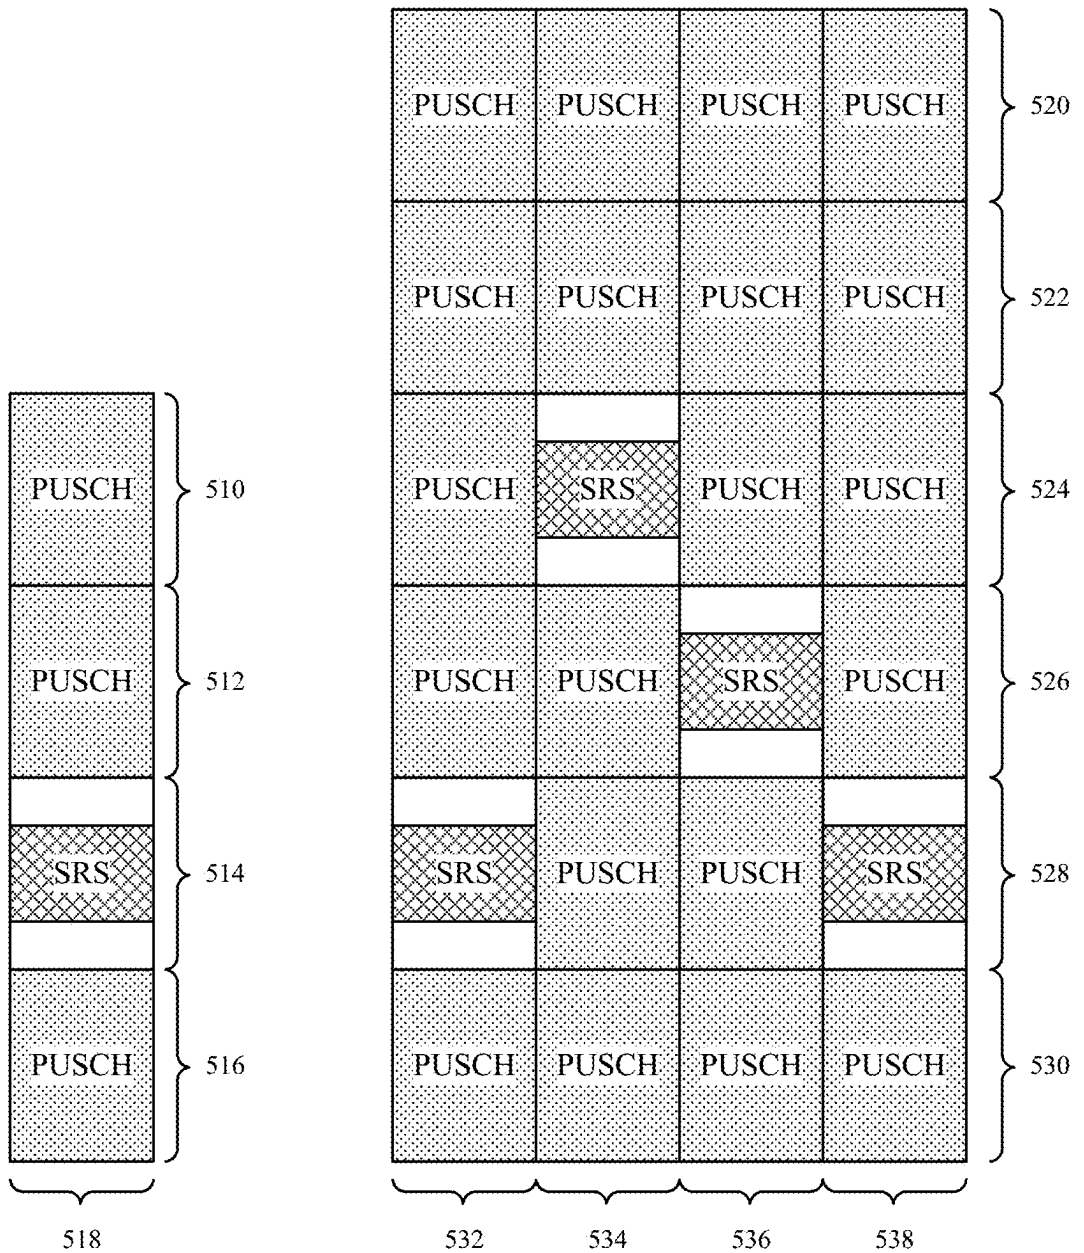 PUSCH PUSCH PUSCH PUSCH 520
PUSCH PUSCH PUSCH PUSCH 522
PUSCH 510 PUSCH SRS PUSCH PUSCH 524
PUSCH 512 PUSCH PUSCH SRS PUSCH 526
SRS 514 SRS PUSCH PUSCH SRS 528
PUSCH 516 PUSCH PUSCH PUSCH PUSCH 530
518 532 534 536 538